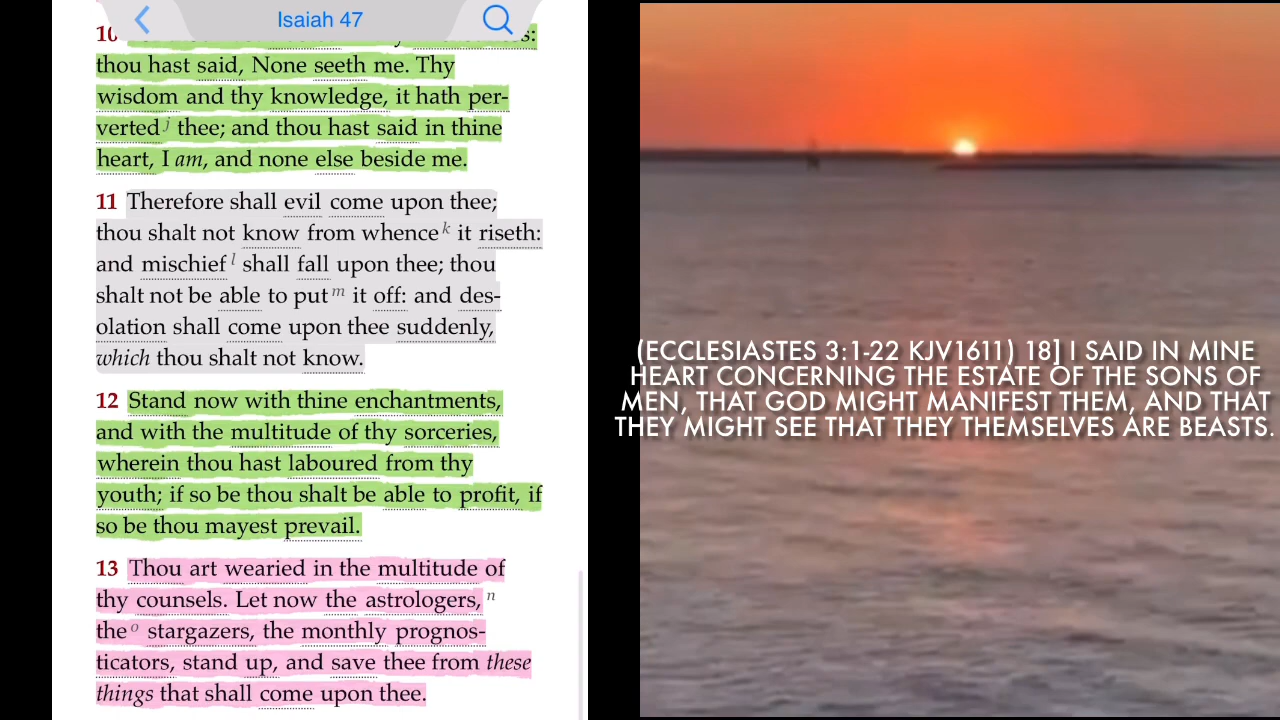 Isaiah 47
10
thou hast said, None seeth me. Thy
wisdom and thy knowledge, it hath per-
verted j thee; and thou hast said in thine
heart, I am, and none else beside me.
11 Therefore shall evil come upon thee;
thou shalt not know from whence k it riseth:
and mischief l shall fall upon thee; thou
shalt not be able to put m it off: and des-
olation shall come upon thee suddenly,
which thou shalt not know.
12 Stand now with thine enchantments,
and with the multitude of thy sorceries,
wherein thou hast laboured from thy
youth; if so be thou shalt be able to profit, if
so be thou mayest prevail.
13 Thou art wearied in the multitude of
thy counsels. Let now the astrologers, n
the o stargazers, the monthly prognos-
ticators, stand up, and save thee from these
things that shall come upon thee.
(ECCLESIASTES 3:1-22 KJV1611) 18] I SAID IN MINE
HEART CONCERNING THE ESTATE OF THE SONS OF
MEN, THAT GOD MIGHT MANIFEST THEM, AND THAT
THEY MIGHT SEE THAT THEY THEMSELVES ARE BEASTS.